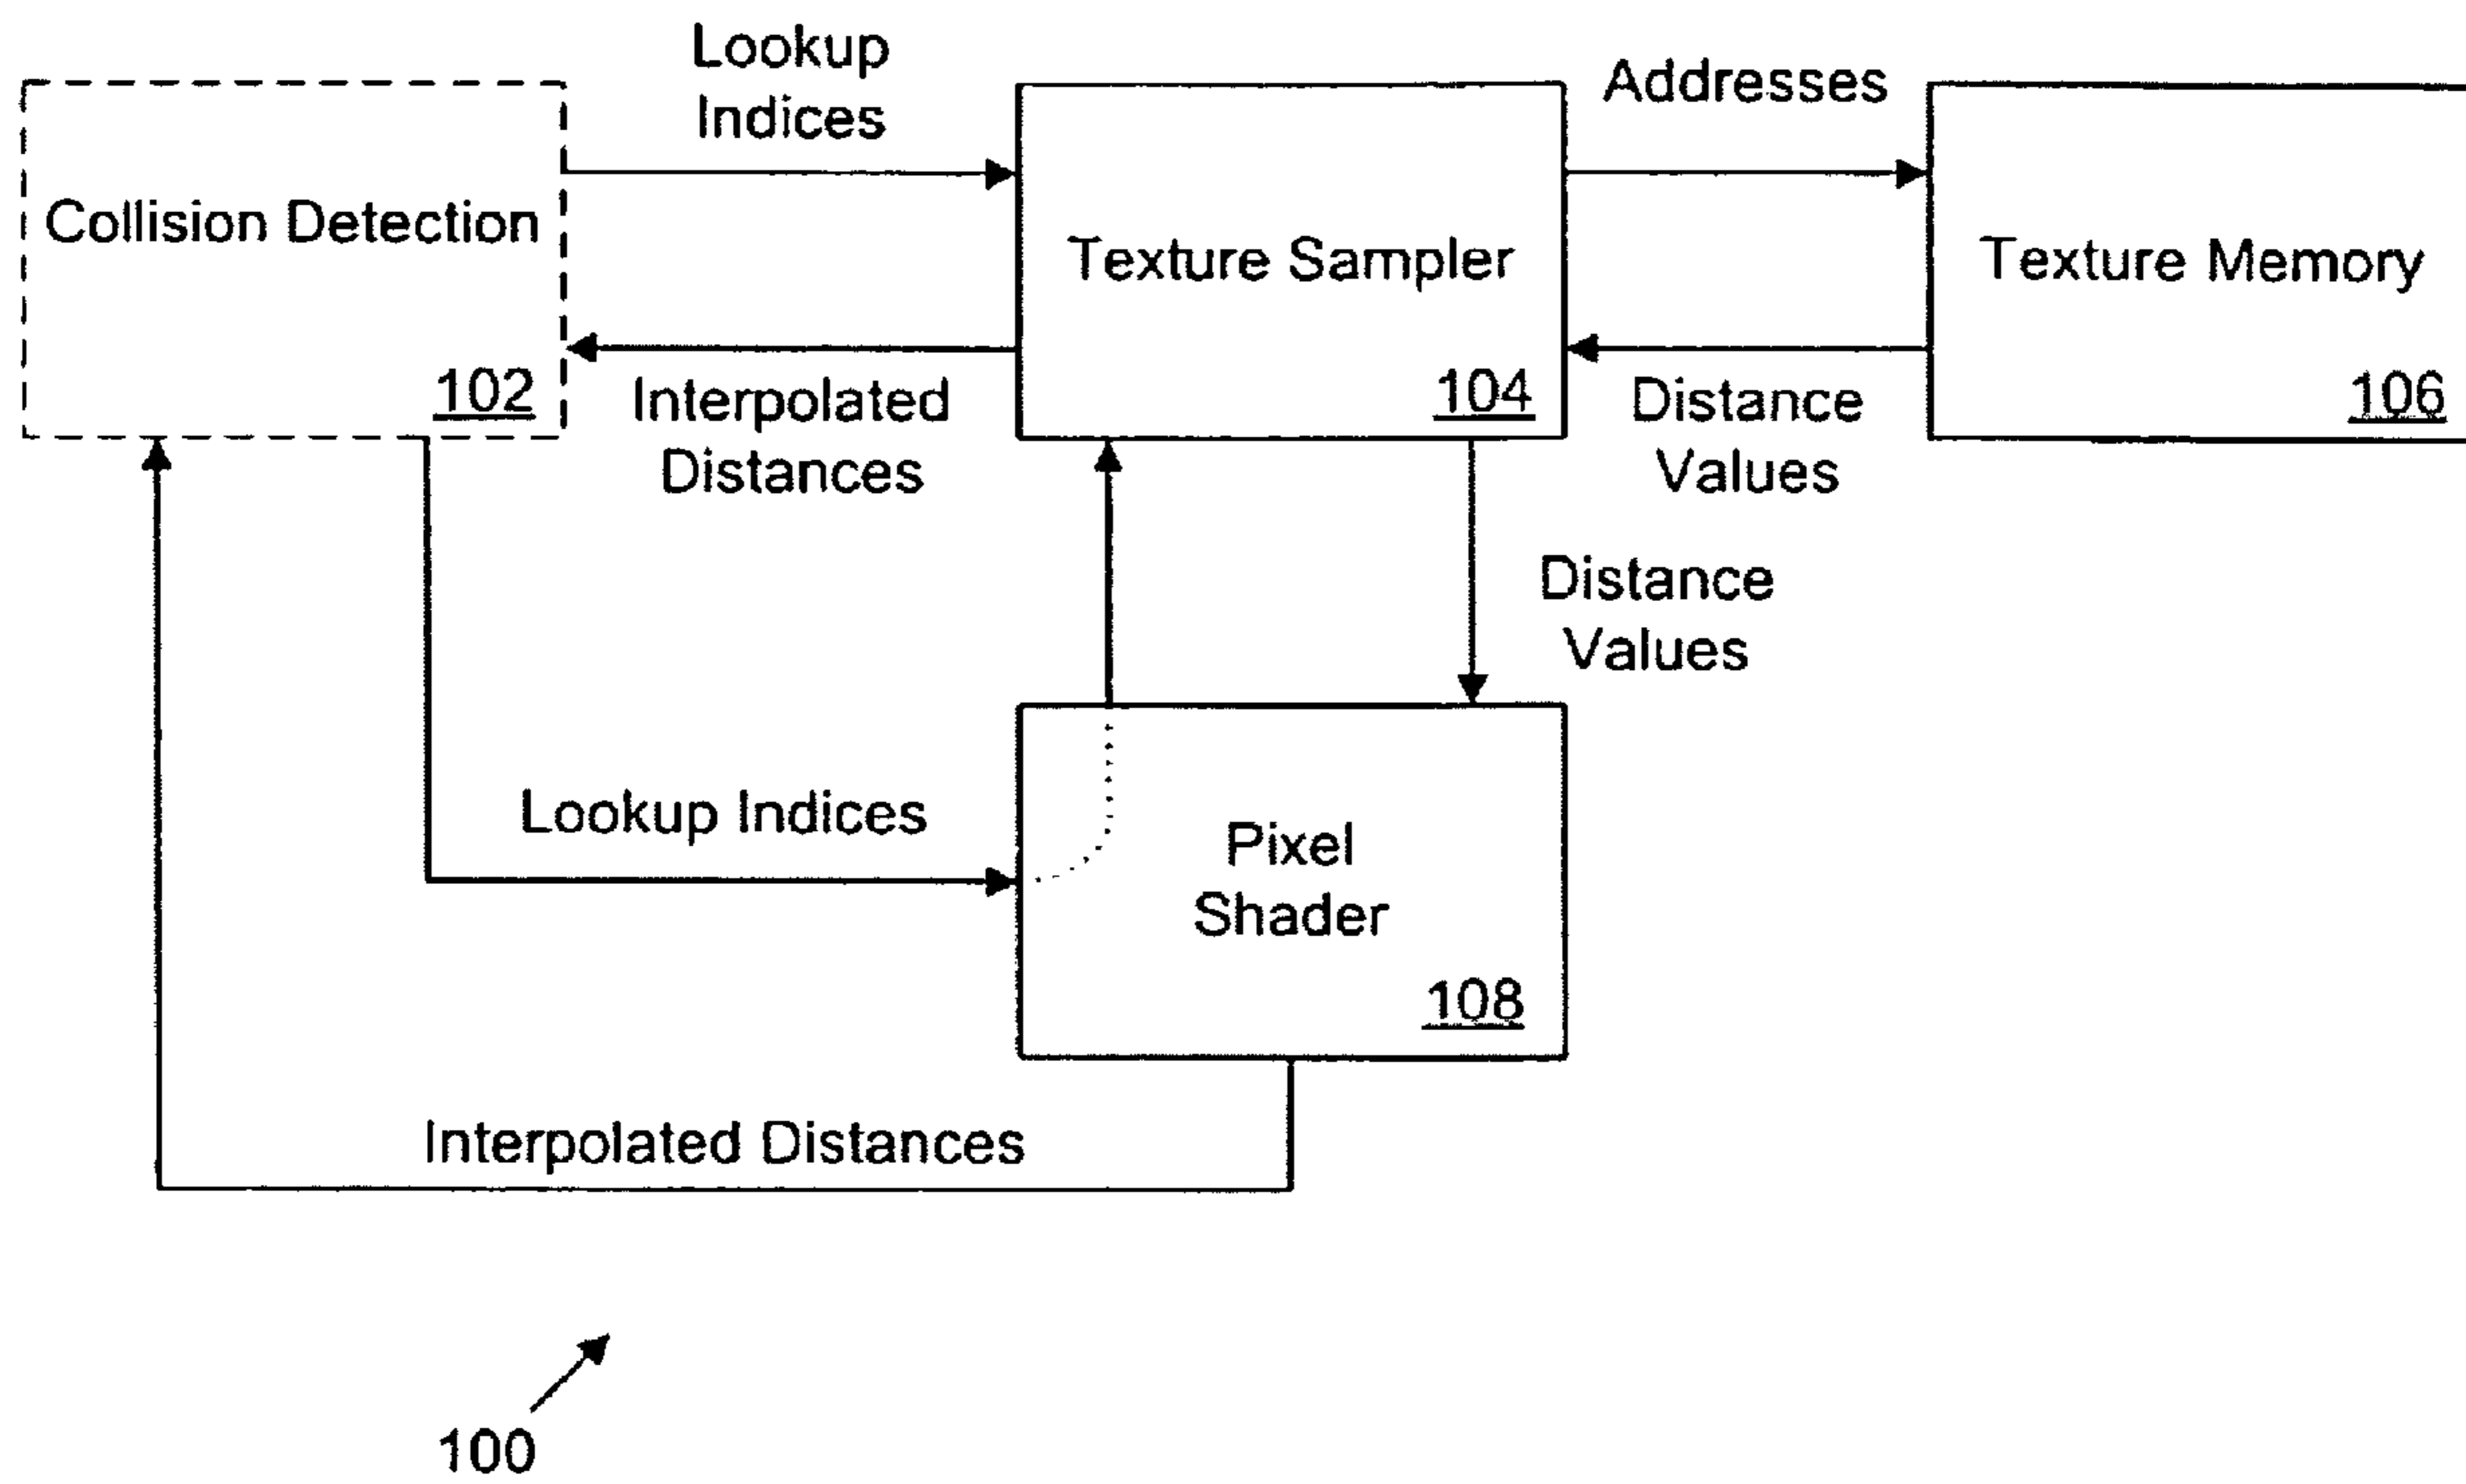 Lookup
Indices
Addresses
Collision Detection
102
Texture Sampler
104
Texture Memory
106
Interpolated
Distances
Distance
Values
Distance
Values
Lookup Indices
Pixel
Shader
108
Interpolated Distances
100